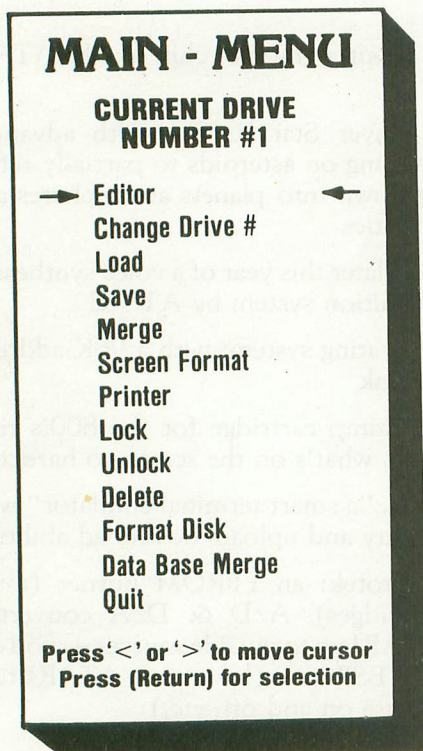 MAIN - MENU
CURRENT DRIVE
NUMBER #1
Editor
Change Drive #
Load
Save
Merge
Screen Format
Printer
Lock
Unlock
Delete
Format Disk
Data Base Merge
Quit
Press '<' or '>' to move cursor
Press (Return) for selection